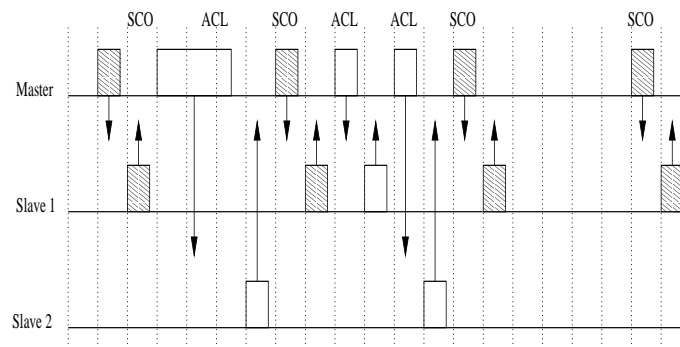 SCO ACL SCO ACL ACL SCO SCO
Master
Slave 1
Slave 2